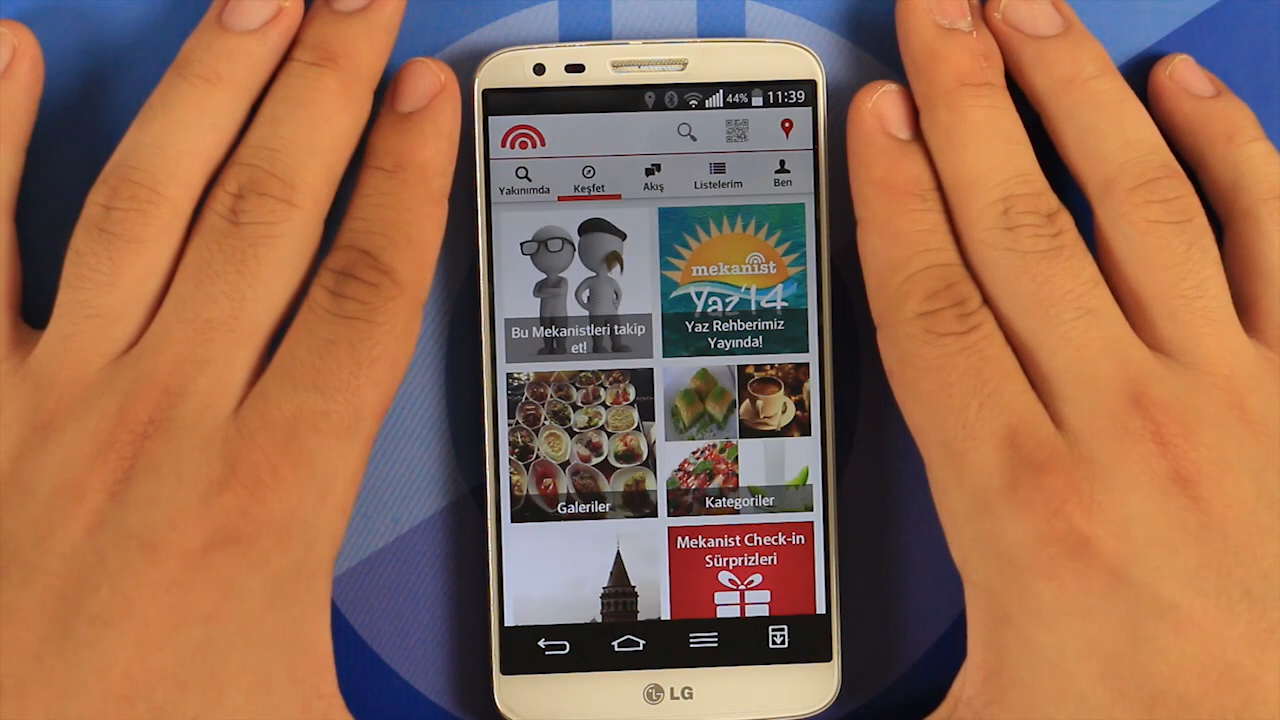 44% 11:39
Yakınımda Keşfet Akış Listelerim Ben
Bu Mekanistleri takip
et!
mekanist
Yaz'14
Yaz Rehberimiz
Yayında!
Galeriler
Kategoriler
Mekanist Check-in
Sürprizleri
LG